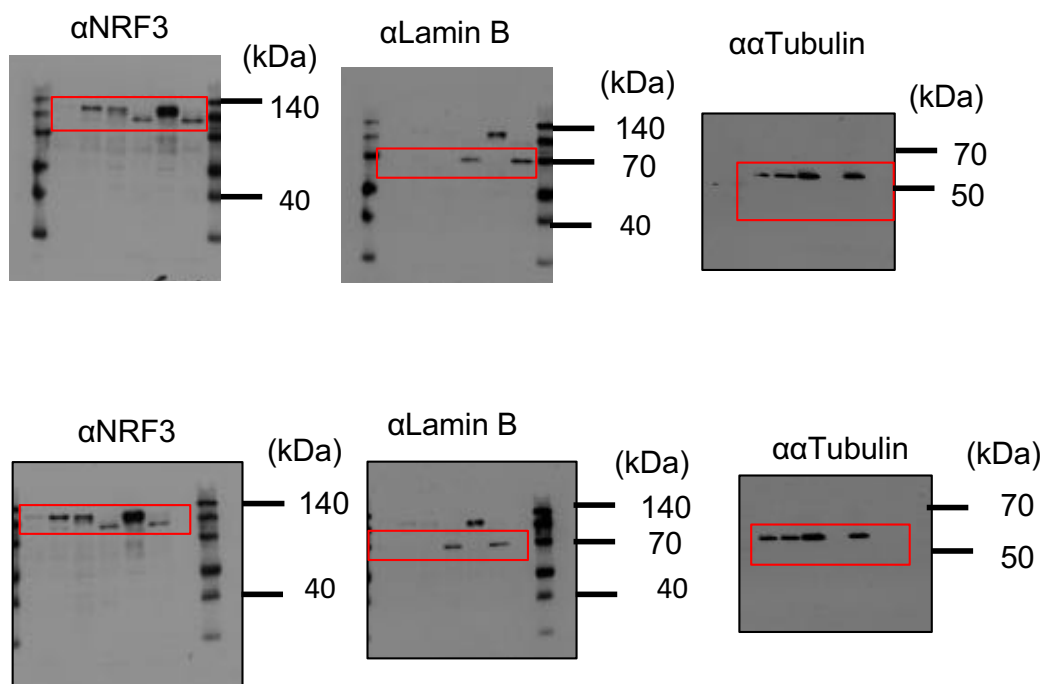 αNRF3
(kDa)
140
40
αLamin B
(kDa)
140
70
40
ααTubulin
(kDa)
70
50
αNRF3
(kDa)
140
40
αLamin B
(kDa)
140
70
40
ααTubulin
(kDa)
70
50